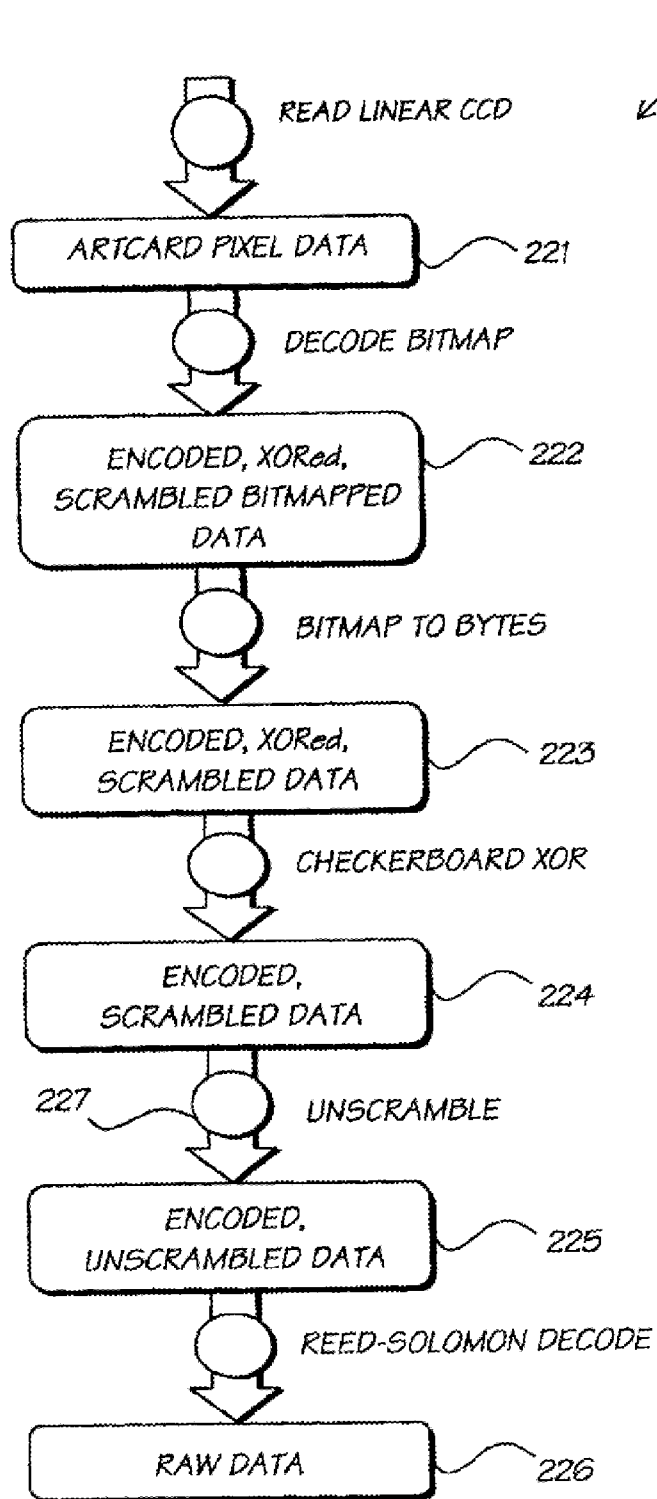 READ LINEAR CCD
ARTCARD PIXEL DATA
221
DECODE BITMAP
ENCODED, XORed,
SCRAMBLED BITMAPPED
DATA
222
BITMAP TO BYTES
ENCODED, XORed,
SCRAMBLED DATA
223
CHECKERBOARD XOR
ENCODED,
SCRAMBLED DATA
224
227
UNSCRAMBLE
ENCODED,
UNSCRAMBLED DATA
225
REED-SOLOMON DECODE
RAW DATA
226